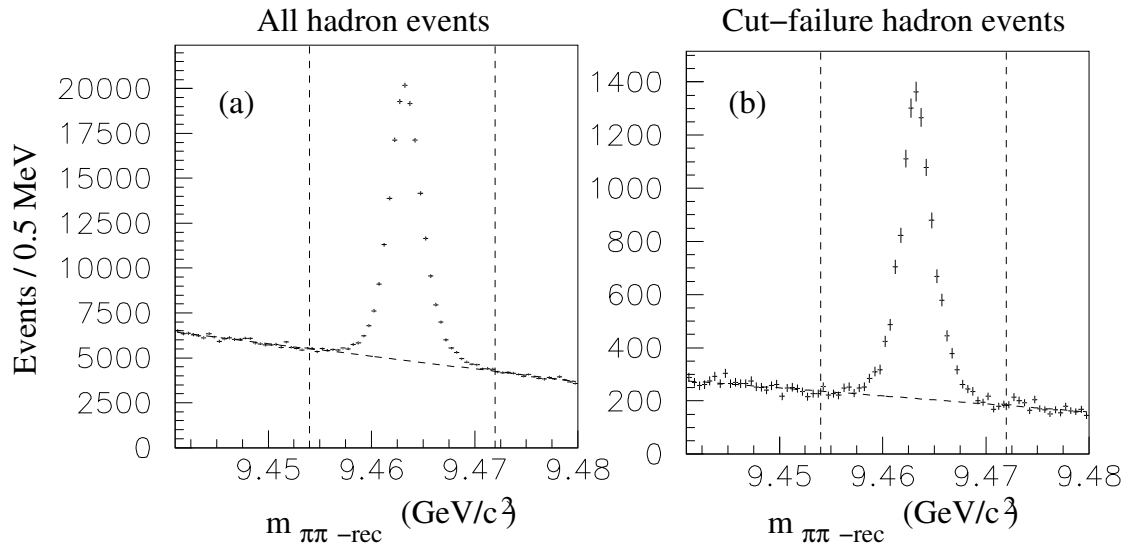 All hadron events
Cut−failure hadron events
(a)
(b)
Events / 0.5 MeV
20000
17500
15000
12500
10000
7500
5000
2500
0
1400
1200
1000
800
600
400
200
0
9.45 9.46 9.47 9.48
9.45 9.46 9.47 9.48
m ππ −rec (GeV/c²)
m ππ −rec (GeV/c²)